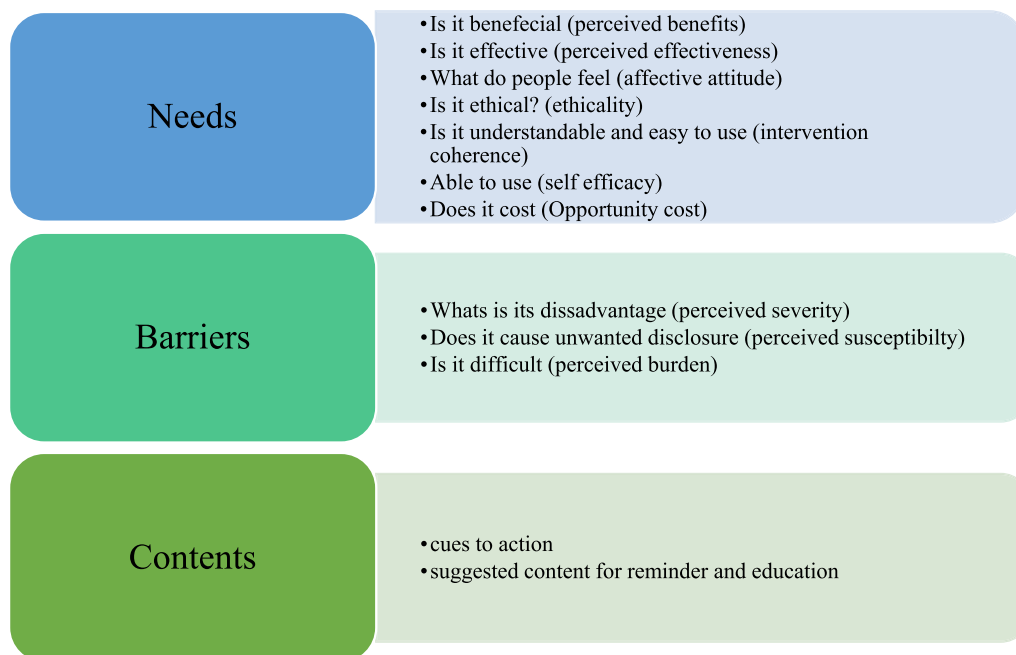 Needs
•Is it benefecial (perceived benefits)
•Is it effective (perceived effectiveness)
•What do people feel (affective attitude)
•Is it ethical? (ethicality)
•Is it understandable and easy to use (intervention
coherence)
•Able to use (self efficacy)
•Does it cost (Opportunity cost)
Barriers
•Whats is its dissadvantage (perceived severity)
•Does it cause unwanted disclosure (perceived susceptibilty)
•Is it difficult (perceived burden)
Contents
•cues to action
•suggested content for reminder and education